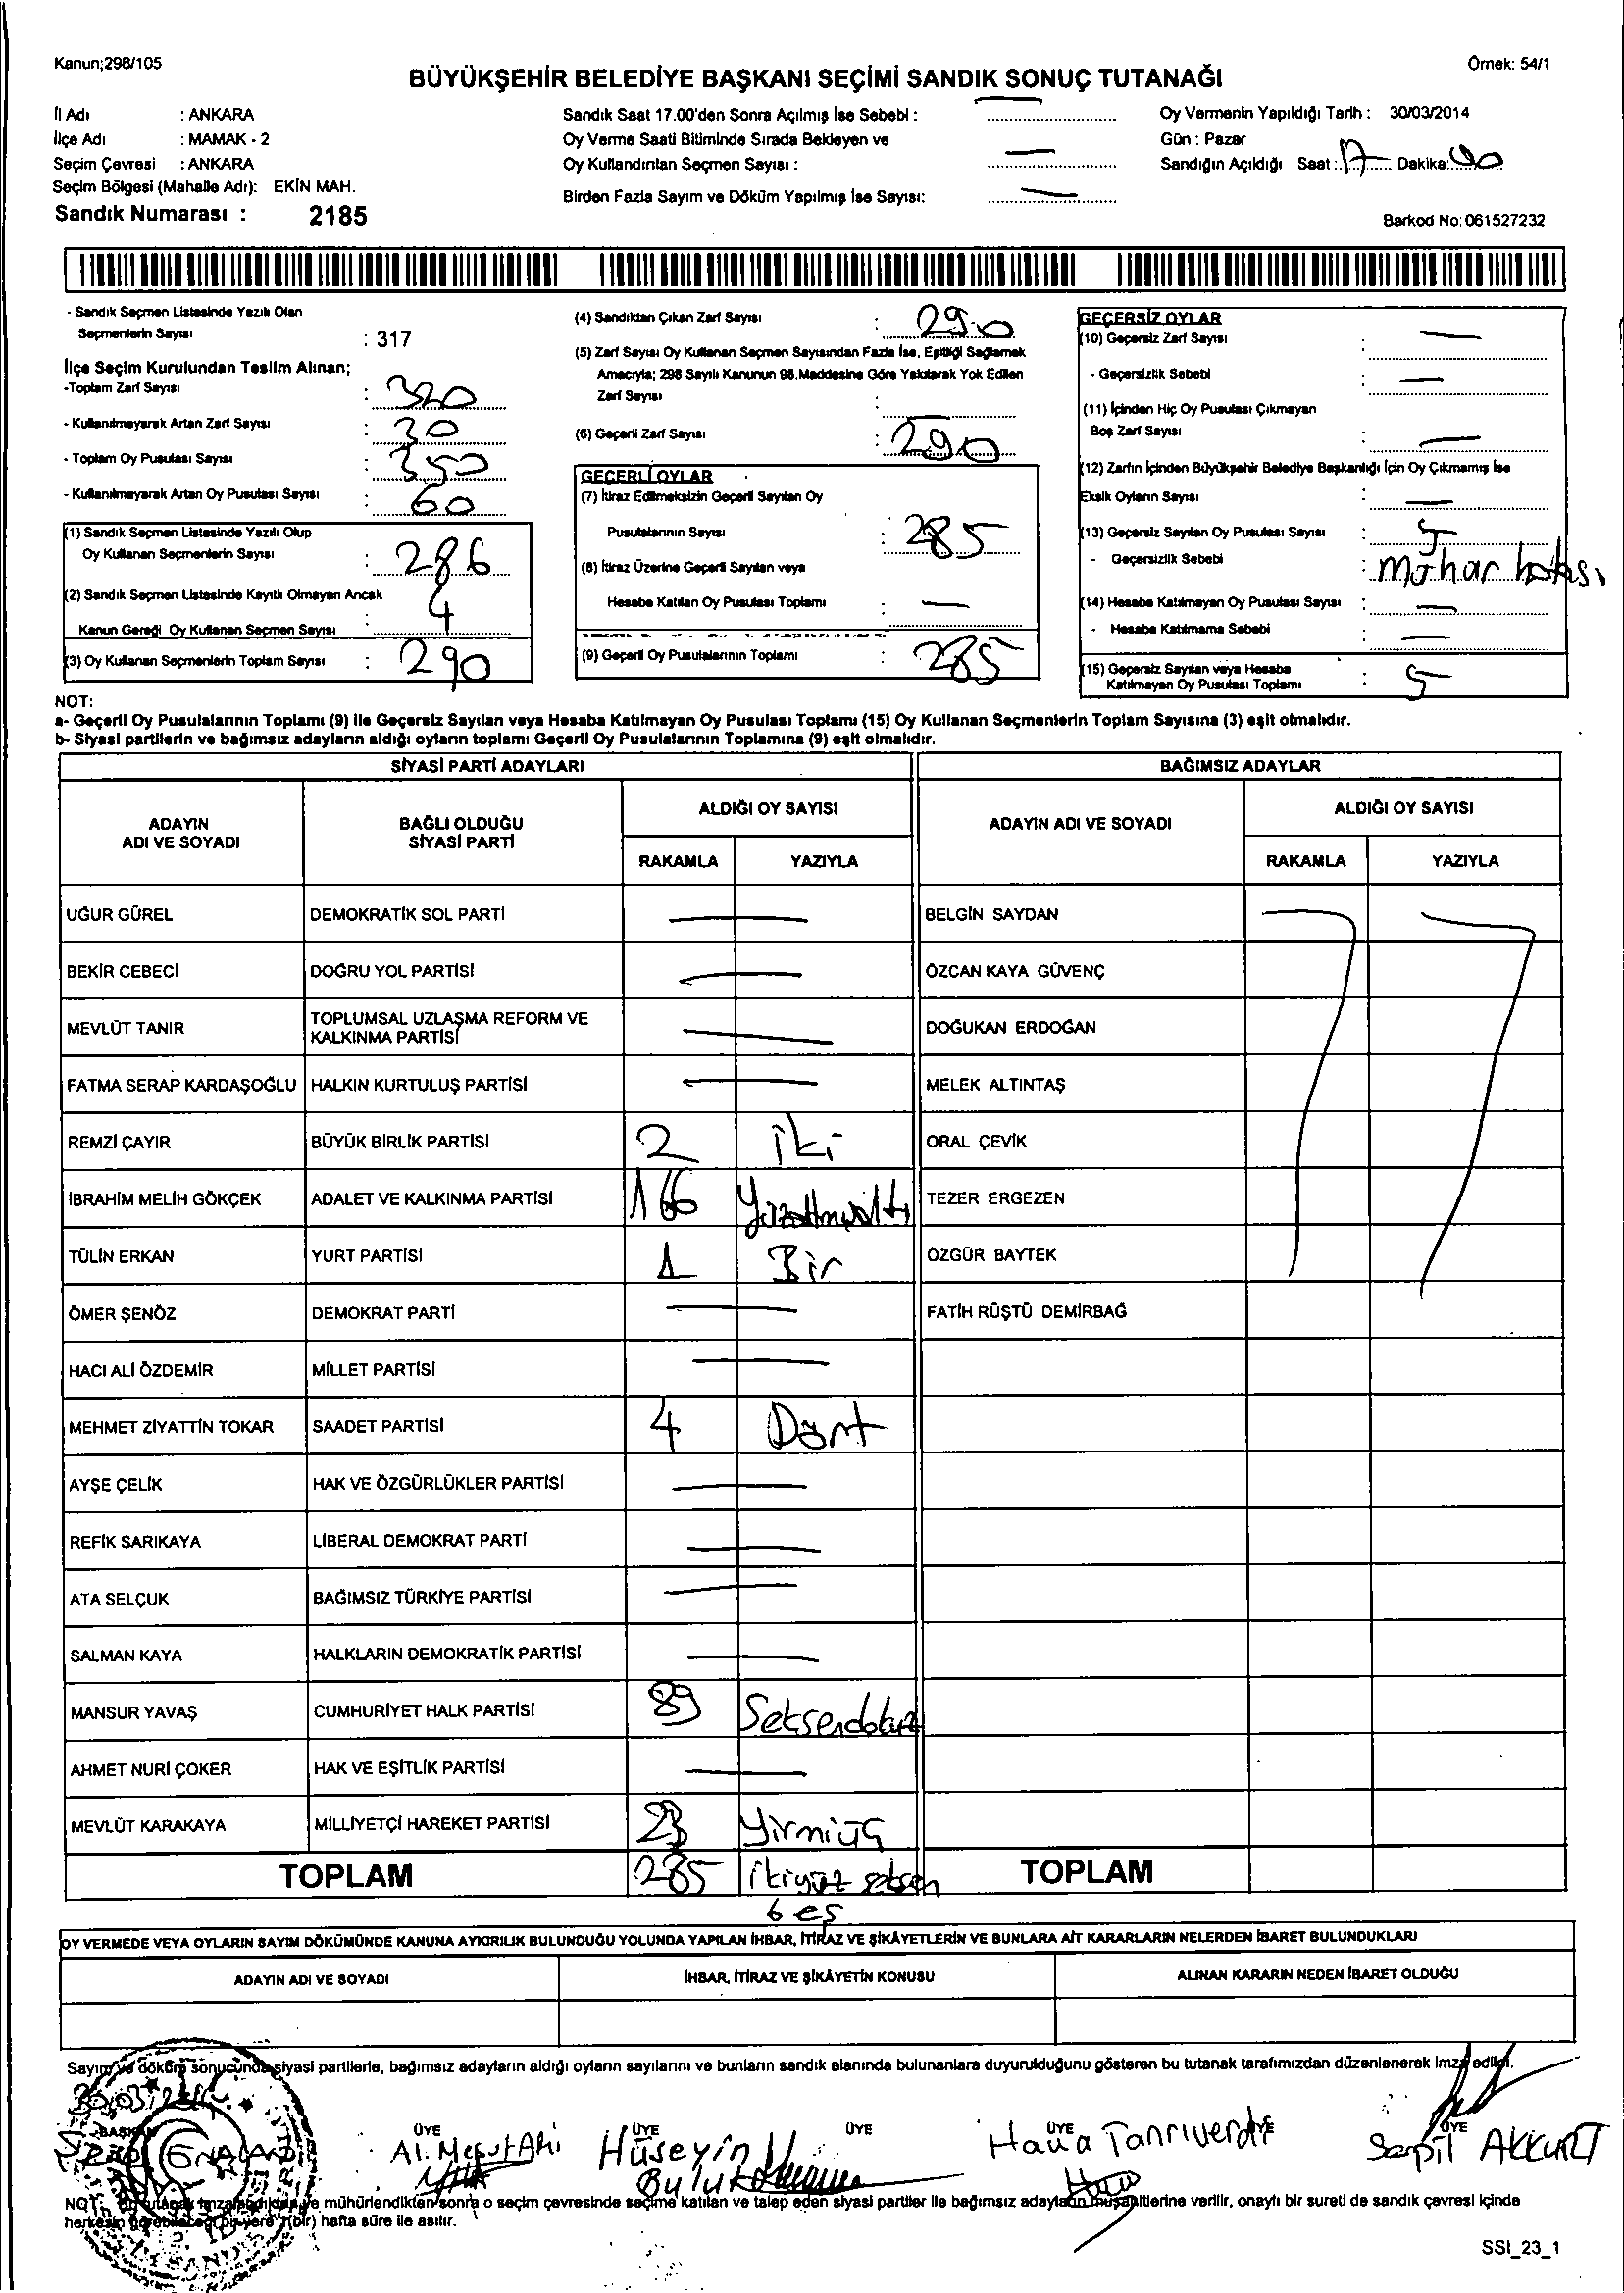 Kanun;298/105
Örnek: 54/1
BÜYÜKŞEHİR BELEDİYE BAŞKANI SEÇİMİ SANDIK SONUÇ TUTANAĞI
İl Adı : ANKARA
İlçe Adı : MAMAK - 2
Seçim Çevresi : ANKARA
Seçim Bölgesi (Mahalle Adı): EKİN MAH.
Sandık Numarası : 2185
Sandık Saat 17.00'den Sonra Açılmış İse Sebebi : —
Oy Verme Saati Bitiminde Sırada Bekleyen ve
Oy Kullandırılan Seçmen Sayısı : —
Birden Fazla Sayım ve Döküm Yapılmış İse Sayısı: —
Oy Vermenin Yapıldığı Tarih : 30/03/2014
Gün : Pazar
Sandığın Açıldığı Saat : 17 Dakika: 00
Barkod No: 061527232
- Sandık Seçmen Listesinde Yazılı Olan
Seçmenlerin Sayısı : 317
İlçe Seçim Kurulundan Teslim Alınan;
-Toplam Zarf Sayısı : 320
- Kullanılmayarak Artan Zarf Sayısı : 30
- Toplam Oy Pusulası Sayısı : 350
- Kullanılmayarak Artan Oy Pusulası Sayısı : 60
(1) Sandık Seçmen Listesinde Yazılı Olup
Oy Kullanan Seçmenlerin Sayısı : 286
(2) Sandık Seçmen Listesinde Kayıtlı Olmayan Ancak
Kanun Gereği Oy Kullanan Seçmen Sayısı : 4
(3) Oy Kullanan Seçmenlerin Toplam Sayısı : 290
(4) Sandıktan Çıkan Zarf Sayısı : 290
(5) Zarf Sayısı Oy Kullanan Seçmen Sayısından Fazla İse, Eşitliği Sağlamak
Amacıyla; 298 Sayılı Kanunun 98.Maddesine Göre Yakılarak Yok Edilen
Zarf Sayısı : —
(6) Geçerli Zarf Sayısı : 290
GEÇERLİ OYLAR
(7) İtiraz Edilmeksizin Geçerli Sayılan Oy
Pusulalarının Sayısı : 285
(8) İtiraz Üzerine Geçerli Sayılan veya
Hesaba Katılan Oy Pusulası Toplamı : —
(9) Geçerli Oy Pusulalarının Toplamı : 285
GEÇERSİZ OYLAR
(10) Geçersiz Zarf Sayısı : —
- Geçersizlik Sebebi : —
(11) İçinden Hiç Oy Pusulası Çıkmayan
Boş Zarf Sayısı : —
(12) Zarfın İçinden Büyükşehir Belediye Başkanlığı İçin Oy Çıkmamış İse
Eksik Oyların Sayısı : —
(13) Geçersiz Sayılan Oy Pusulası Sayısı : 5
- Geçersizlik Sebebi : Mühür hatası
(14) Hesaba Katılmayan Oy Pusulası Sayısı : —
- Hesaba Katılmama Sebebi : —
(15) Geçersiz Sayılan veya Hesaba
Katılmayan Oy Pusulası Toplamı : 5
NOT:
a- Geçerli Oy Pusulalarının Toplamı (9) ile Geçersiz Sayılan veya Hesaba Katılmayan Oy Pusulası Toplamı (15) Oy Kullanan Seçmenlerin Toplam Sayısına (3) eşit olmalıdır.
b- Siyasi partilerin ve bağımsız adayların aldığı oyların toplamı Geçerli Oy Pusulalarının Toplamına (9) eşit olmalıdır.
SİYASİ PARTİ ADAYLARI
BAĞIMSIZ ADAYLAR
ADAYIN ADI VE SOYADI
BAĞLI OLDUĞU SİYASİ PARTİ
ALDIĞI OY SAYISI
RAKAMLA YAZIYLA
ADAYIN ADI VE SOYADI
ALDIĞI OY SAYISI
RAKAMLA YAZIYLA
UĞUR GÜREL DEMOKRATİK SOL PARTİ — BELGİN SAYDAN
BEKİR CEBECİ DOĞRU YOL PARTİSİ — ÖZCAN KAYA GÜVENÇ
MEVLÜT TANIR TOPLUMSAL UZLAŞMA REFORM VE KALKINMA PARTİSİ — DOĞUKAN ERDOĞAN
FATMA SERAP KARDAŞOĞLU HALKIN KURTULUŞ PARTİSİ — MELEK ALTINTAŞ
REMZİ ÇAYIR BÜYÜK BİRLİK PARTİSİ 2 iki ORAL ÇEVİK
İBRAHİM MELİH GÖKÇEK ADALET VE KALKINMA PARTİSİ 166 Yüzatmışaltı TEZER ERGEZEN
TÜLİN ERKAN YURT PARTİSİ 1 Bir ÖZGÜR BAYTEK
ÖMER ŞENÖZ DEMOKRAT PARTİ — FATİH RÜŞTÜ DEMİRBAĞ
HACI ALİ ÖZDEMİR MİLLET PARTİSİ —
MEHMET ZİYATTİN TOKAR SAADET PARTİSİ 4 Dört
AYŞE ÇELİK HAK VE ÖZGÜRLÜKLER PARTİSİ —
REFİK SARIKAYA LİBERAL DEMOKRAT PARTİ —
ATA SELÇUK BAĞIMSIZ TÜRKİYE PARTİSİ —
SALMAN KAYA HALKLARIN DEMOKRATİK PARTİSİ —
MANSUR YAVAŞ CUMHURİYET HALK PARTİSİ 89 Seksendokuz
AHMET NURİ ÇOKER HAK VE EŞİTLİK PARTİSİ —
MEVLÜT KARAKAYA MİLLİYETÇİ HAREKET PARTİSİ 23 Yirmiüç
TOPLAM 285 ikiyüz seksen beş TOPLAM
OY VERMEDE VEYA OYLARIN SAYIM DÖKÜMÜNDE KANUNA AYKIRILIK BULUNDUĞU YOLUNDA YAPILAN İHBAR, İTİRAZ VE ŞİKÂYETLERİN VE BUNLARA AİT KARARLARIN NELERDEN İBARET BULUNDUKLARI
ADAYIN ADI VE SOYADI İHBAR, İTİRAZ VE ŞİKÂYETİN KONUSU ALINAN KARARIN NEDEN İBARET OLDUĞU
Sayım ve döküm sonucunda siyasi partilerle, bağımsız adayların aldığı oyların sayılarını ve bunların sandık alanında bulunanlara duyurulduğunu gösteren bu tutanak tarafımızdan düzenlenerek imza edildi.
BAŞKAN ÜYE ÜYE ÜYE ÜYE ÜYE ÜYE
Hüseyin Bulut Hava Tanrıverdi Serpil AKKURT
NOT: Bu tutanak imzalandıktan ve mühürlendikten sonra o seçim çevresinde seçime katılan ve talep eden siyasi partiler ile bağımsız adayların müşahitlerine verilir, onaylı bir sureti de sandık çevresi içinde
herkesin görebileceği bir yere 1(bir) hafta süre ile asılır.
SSI_23_1